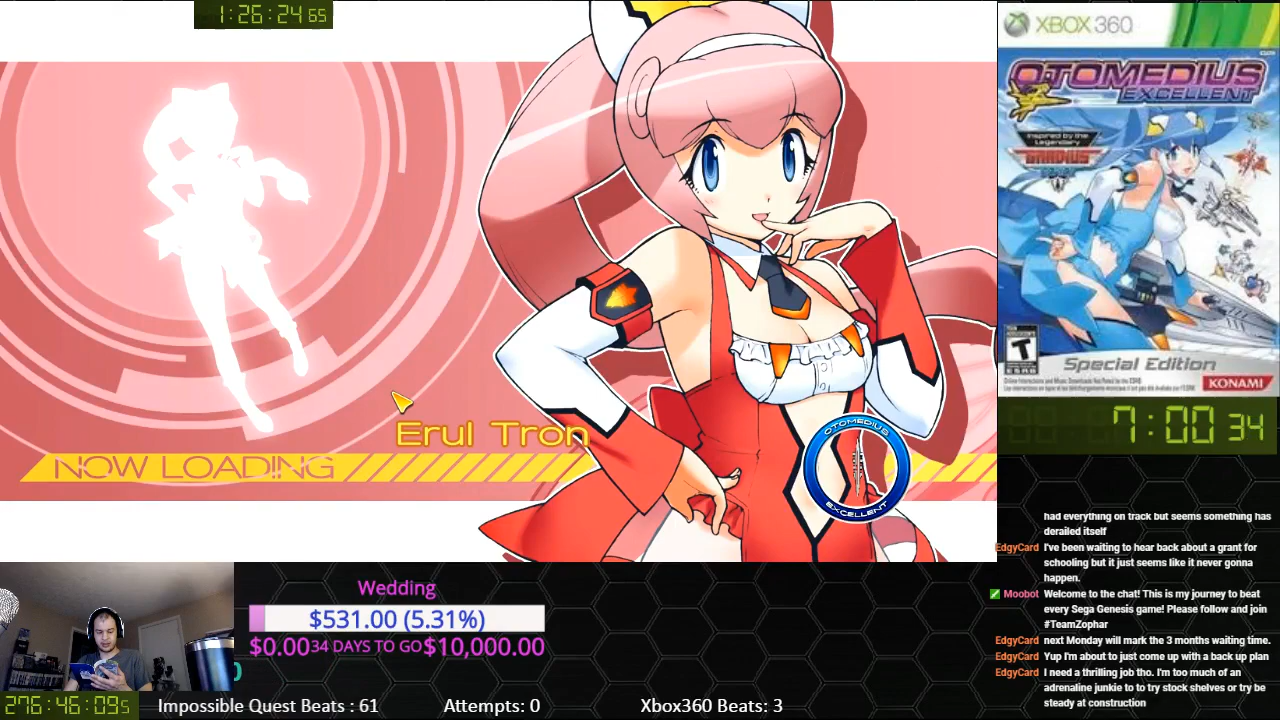 1:26:24 65
XBOX 360
OTOMEDIUS
EXCELLENT
Inspired by the
Legendary
GRADIUS
SERIES
T
Special Edition
KONAMI
Erul Tron
NOW LOADING
OTOMEDIUS
EXCELLENT
7:00 34
had everything on track but seems something has
derailed itself
EdgyCard I've been waiting to hear back about a grant for
schooling but it just seems like it never gonna
happen.
Moobot Welcome to the chat! This is my journey to beat
every Sega Genesis game! Please follow and join
#TeamZophar
EdgyCard next Monday will mark the 3 months waiting time.
EdgyCard Yup I'm about to just come up with a back up plan
EdgyCard I need a thrilling job tho. I'm too much of an
adrenaline junkie to to try stock shelves or try be
steady at construction
Wedding
$531.00 (5.31%)
$0.00 34 DAYS TO GO $10,000.00
276:46:09s
Impossible Quest Beats : 61 Attempts: 0 Xbox360 Beats: 3